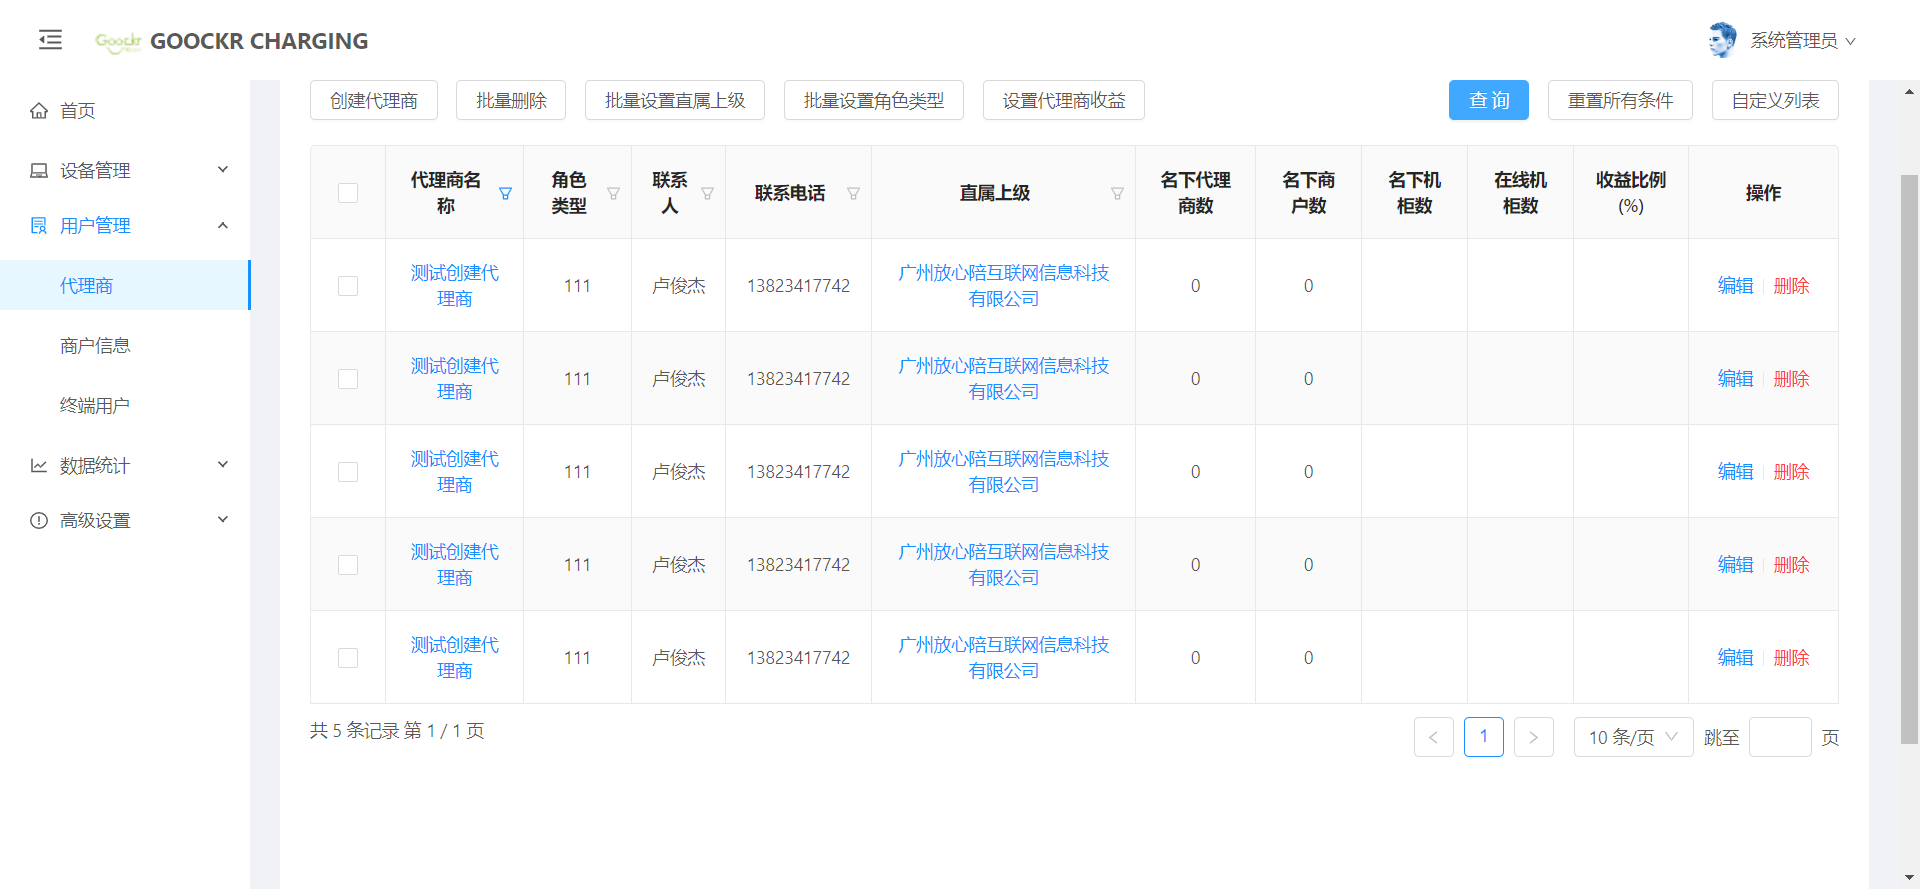 Goockr GOOCKR CHARGING
系统管理员
首页
设备管理
用户管理
代理商
商户信息
终端用户
数据统计
高级设置
创建代理商 批量删除 批量设置直属上级 批量设置角色类型 设置代理商收益 查询 重置所有条件 自定义列表
代理商名
称
角色
类型
联系
人
联系电话
直属上级
名下代理
商数
名下商
户数
名下机
柜数
在线机
柜数
收益比例
(%)
操作
测试创建代
理商
111
卢俊杰
13823417742
广州放心陪互联网信息科技
有限公司
0
0
编辑 删除
测试创建代
理商
111
卢俊杰
13823417742
广州放心陪互联网信息科技
有限公司
0
0
编辑 删除
测试创建代
理商
111
卢俊杰
13823417742
广州放心陪互联网信息科技
有限公司
0
0
编辑 删除
测试创建代
理商
111
卢俊杰
13823417742
广州放心陪互联网信息科技
有限公司
0
0
编辑 删除
测试创建代
理商
111
卢俊杰
13823417742
广州放心陪互联网信息科技
有限公司
0
0
编辑 删除
共 5 条记录 第 1 / 1 页
< 1 > 10 条/页 跳至 页